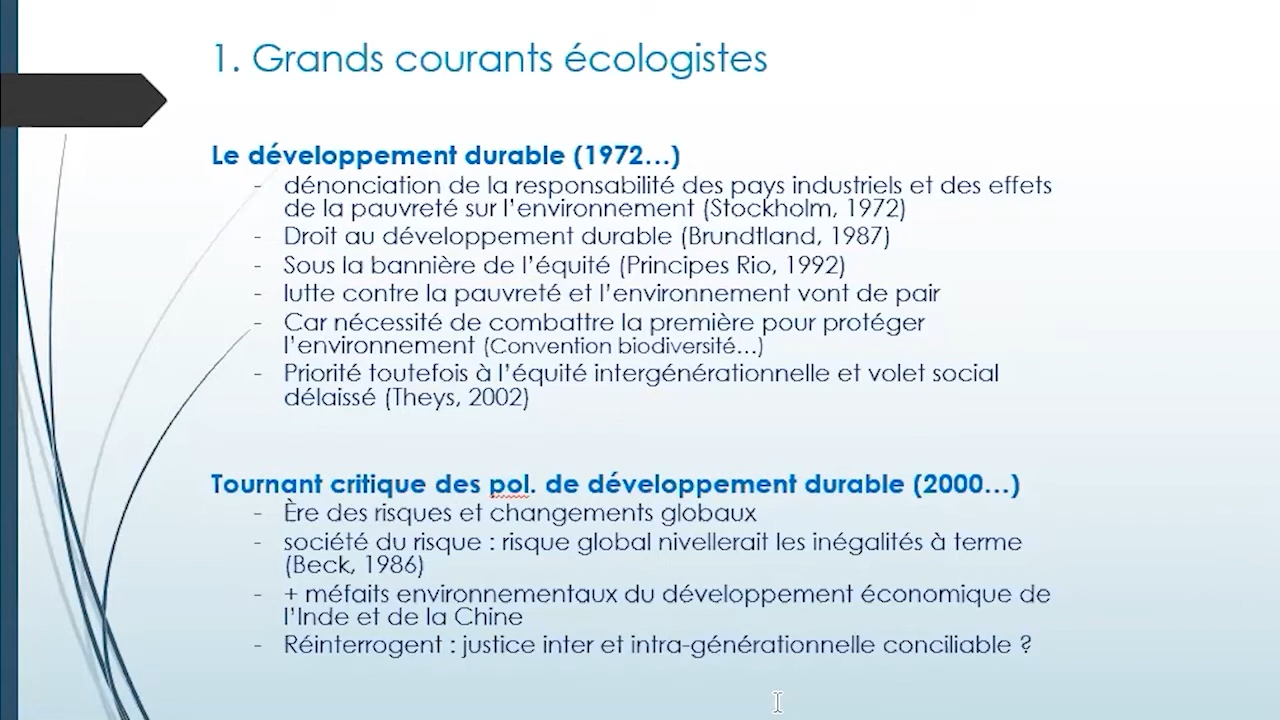 1. Grands courants écologistes
Le développement durable (1972…)
- dénonciation de la responsabilité des pays industriels et des effets
de la pauvreté sur l'environnement (Stockholm, 1972)
- Droit au développement durable (Brundtland, 1987)
- Sous la bannière de l'équité (Principes Rio, 1992)
- lutte contre la pauvreté et l'environnement vont de pair
- Car nécessité de combattre la première pour protéger
l'environnement (Convention biodiversité…)
- Priorité toutefois à l'équité intergénérationnelle et volet social
délaissé (Theys, 2002)
Tournant critique des pol. de développement durable (2000…)
- Ère des risques et changements globaux
- société du risque : risque global nivellerait les inégalités à terme
(Beck, 1986)
- + méfaits environnementaux du développement économique de
l'Inde et de la Chine
- Réinterrogent : justice inter et intra-générationnelle conciliable ?